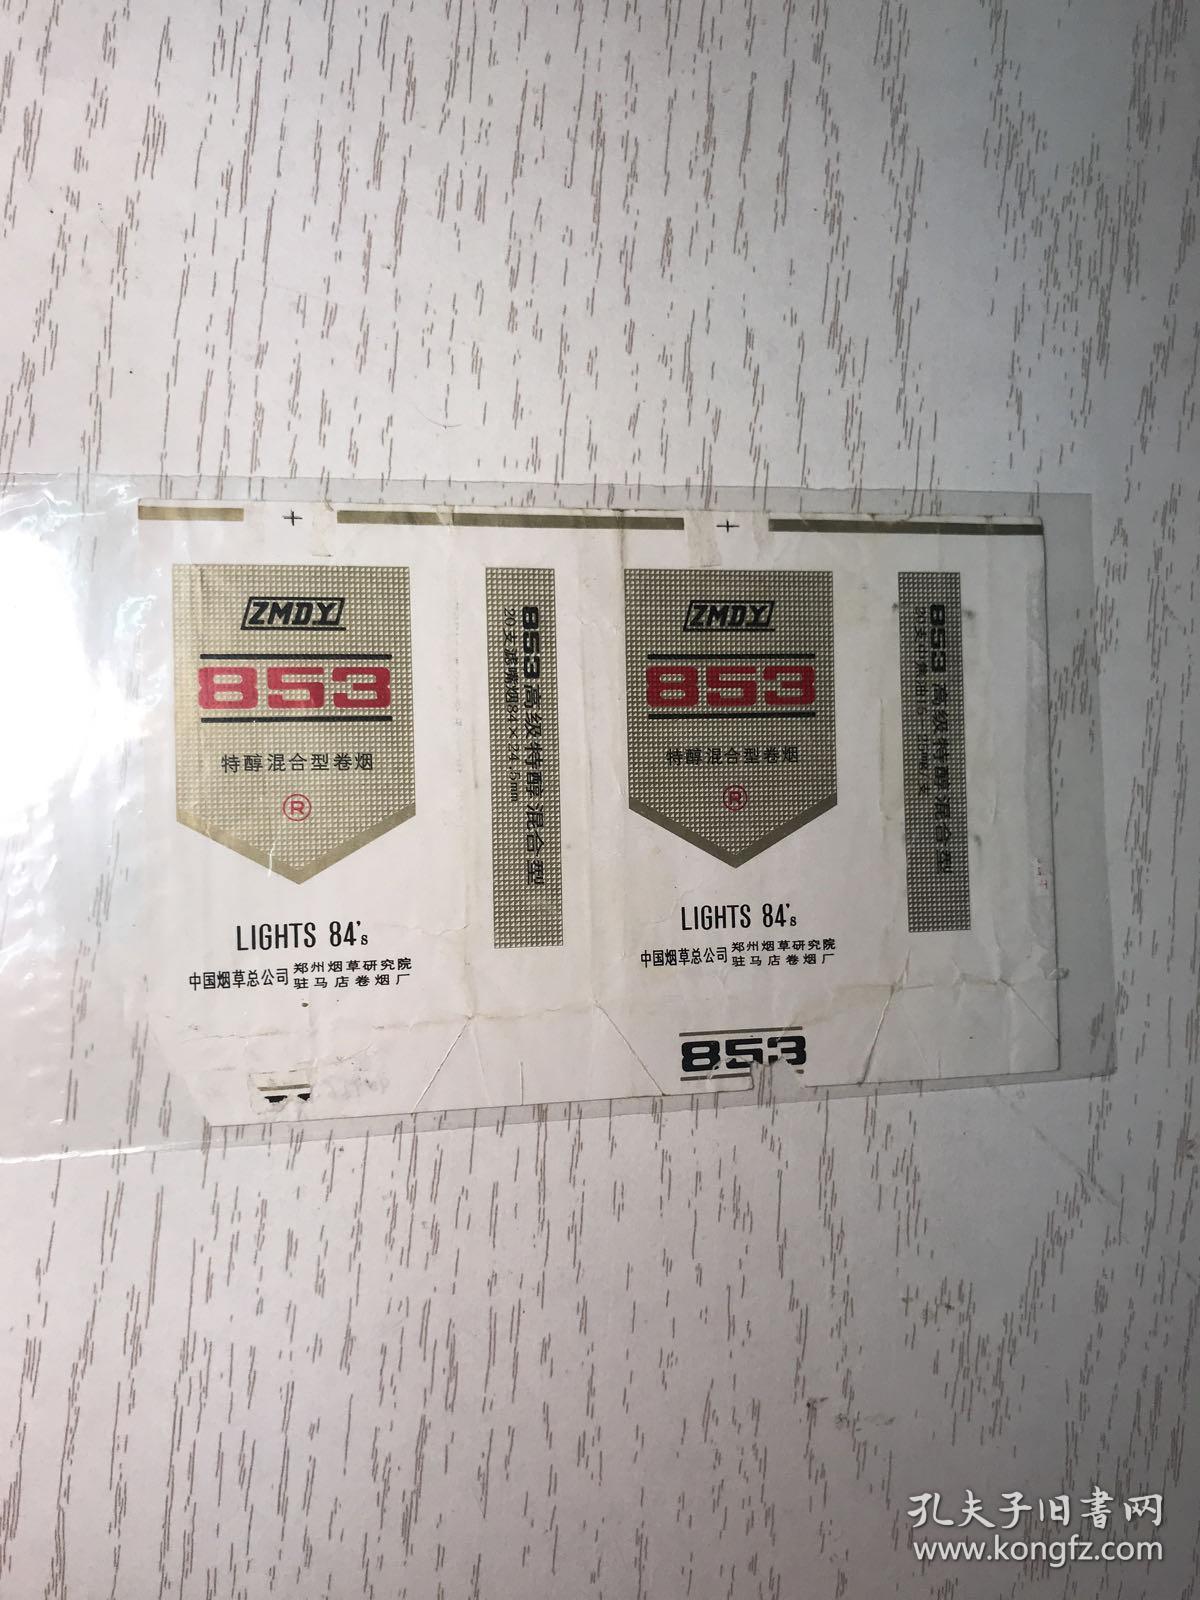 ZMDY
853
特醇混合型卷烟
®
LIGHTS 84's
中国烟草总公司 郑州烟草研究院
驻马店卷烟厂
853高级特醇 混合型
20支滤嘴烟84×24.5mm
ZMDY
853
特醇混合型卷烟
®
LIGHTS 84's
中国烟草总公司 郑州烟草研究院
驻马店卷烟厂
853
853高级特醇 混合型
孔夫子旧书网
www.kongfz.com